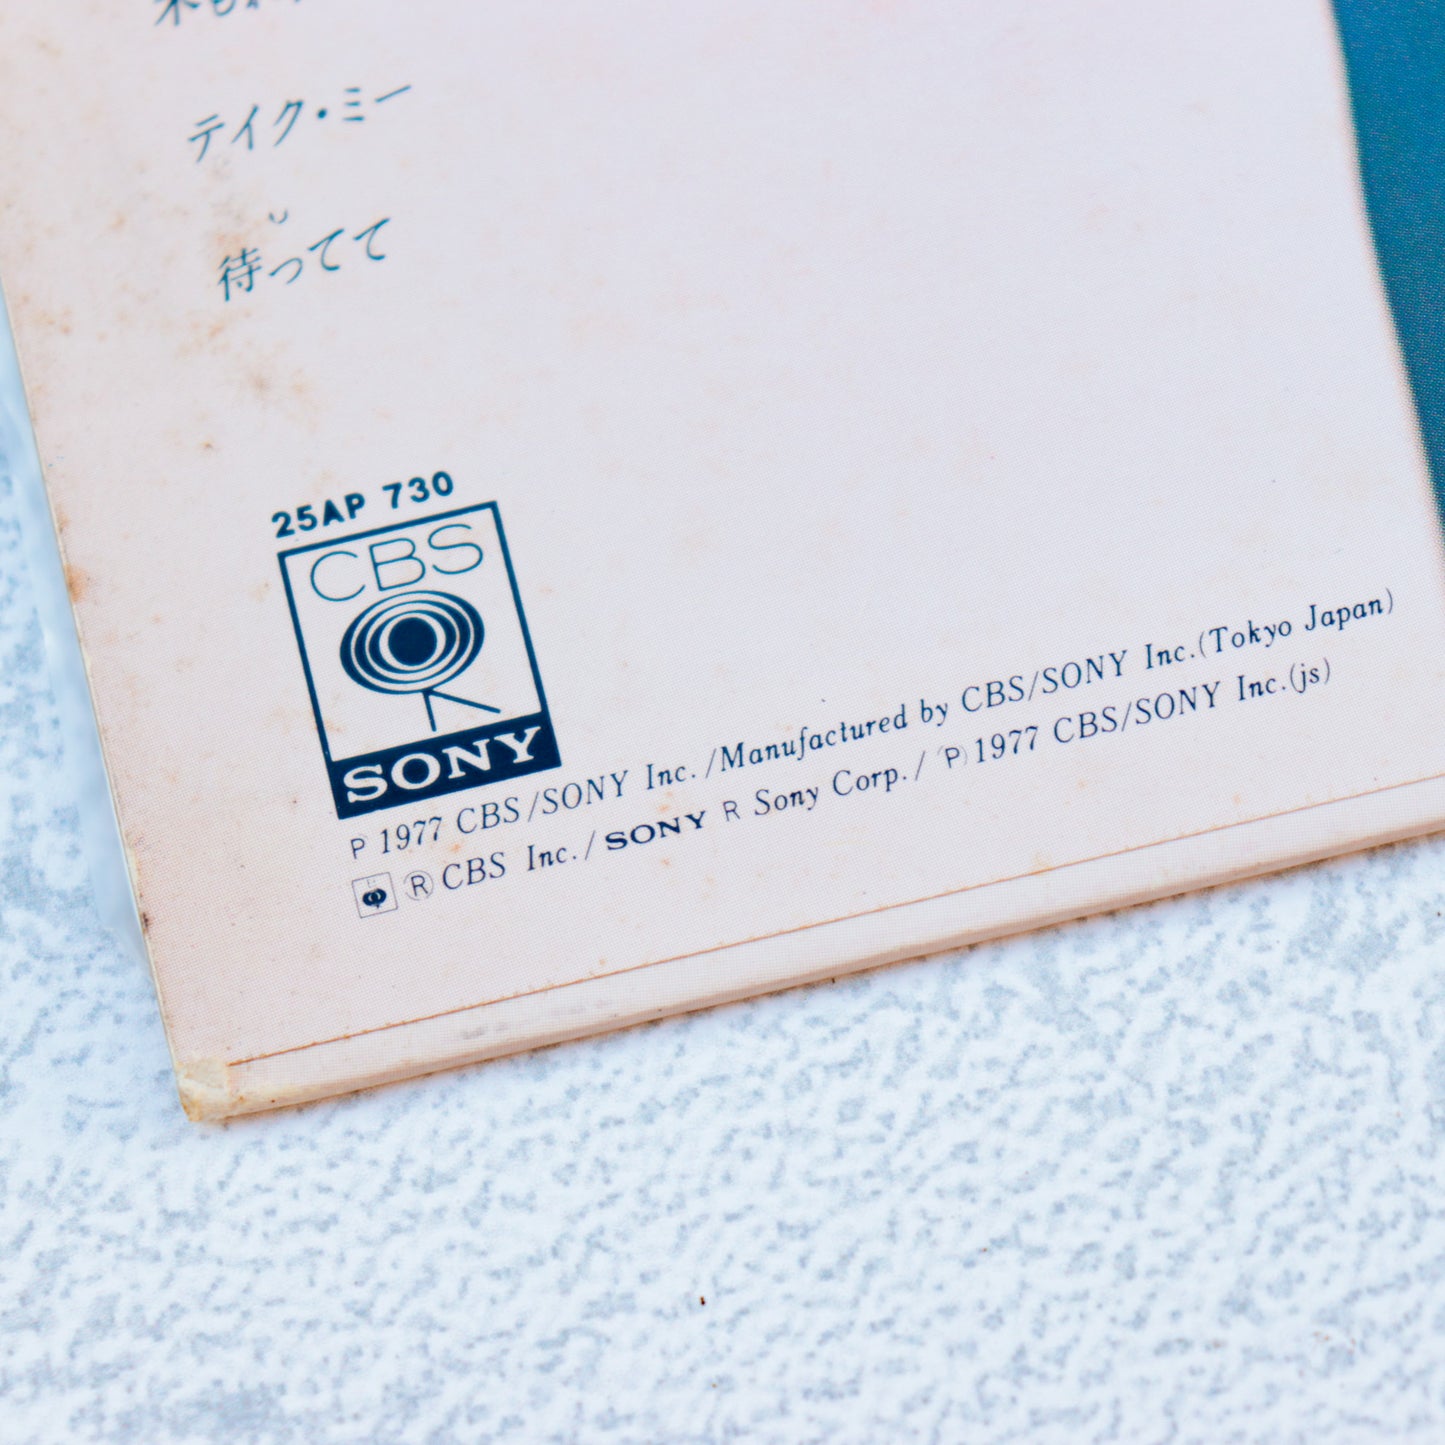 テイク・ミー
待ってて
25AP 730
CBS
SONY
P 1977 CBS/SONY Inc./Manufactured by CBS/SONY Inc.(Tokyo Japan)
Ⓡ CBS Inc./SONY R Sony Corp./ Ⓟ 1977 CBS/SONY Inc.(js)